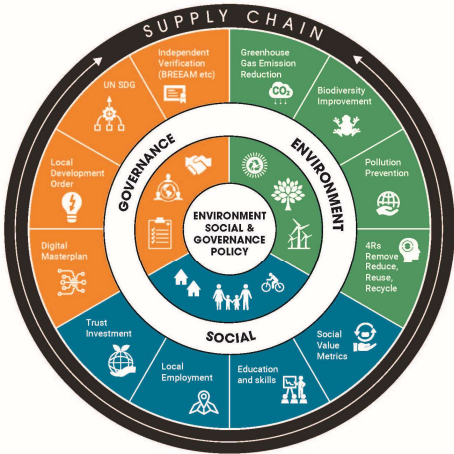 SUPPLY CHAIN
Independent
Verification
(BREEAM etc)
Greenhouse
Gas Emission
Reduction
CO2
UN SDG
Biodiversity
Improvement
GOVERNANCE
ENVIRONMENT
Local
Development
Order
Pollution
Prevention
ENVIRONMENT
SOCIAL &
GOVERNANCE
POLICY
Digital
Masterplan
4Rs
Remove
Reduce,
Reuse,
Recycle
Trust
Investment
SOCIAL
Social
Value
Metrics
Local
Employment
Education
and skills